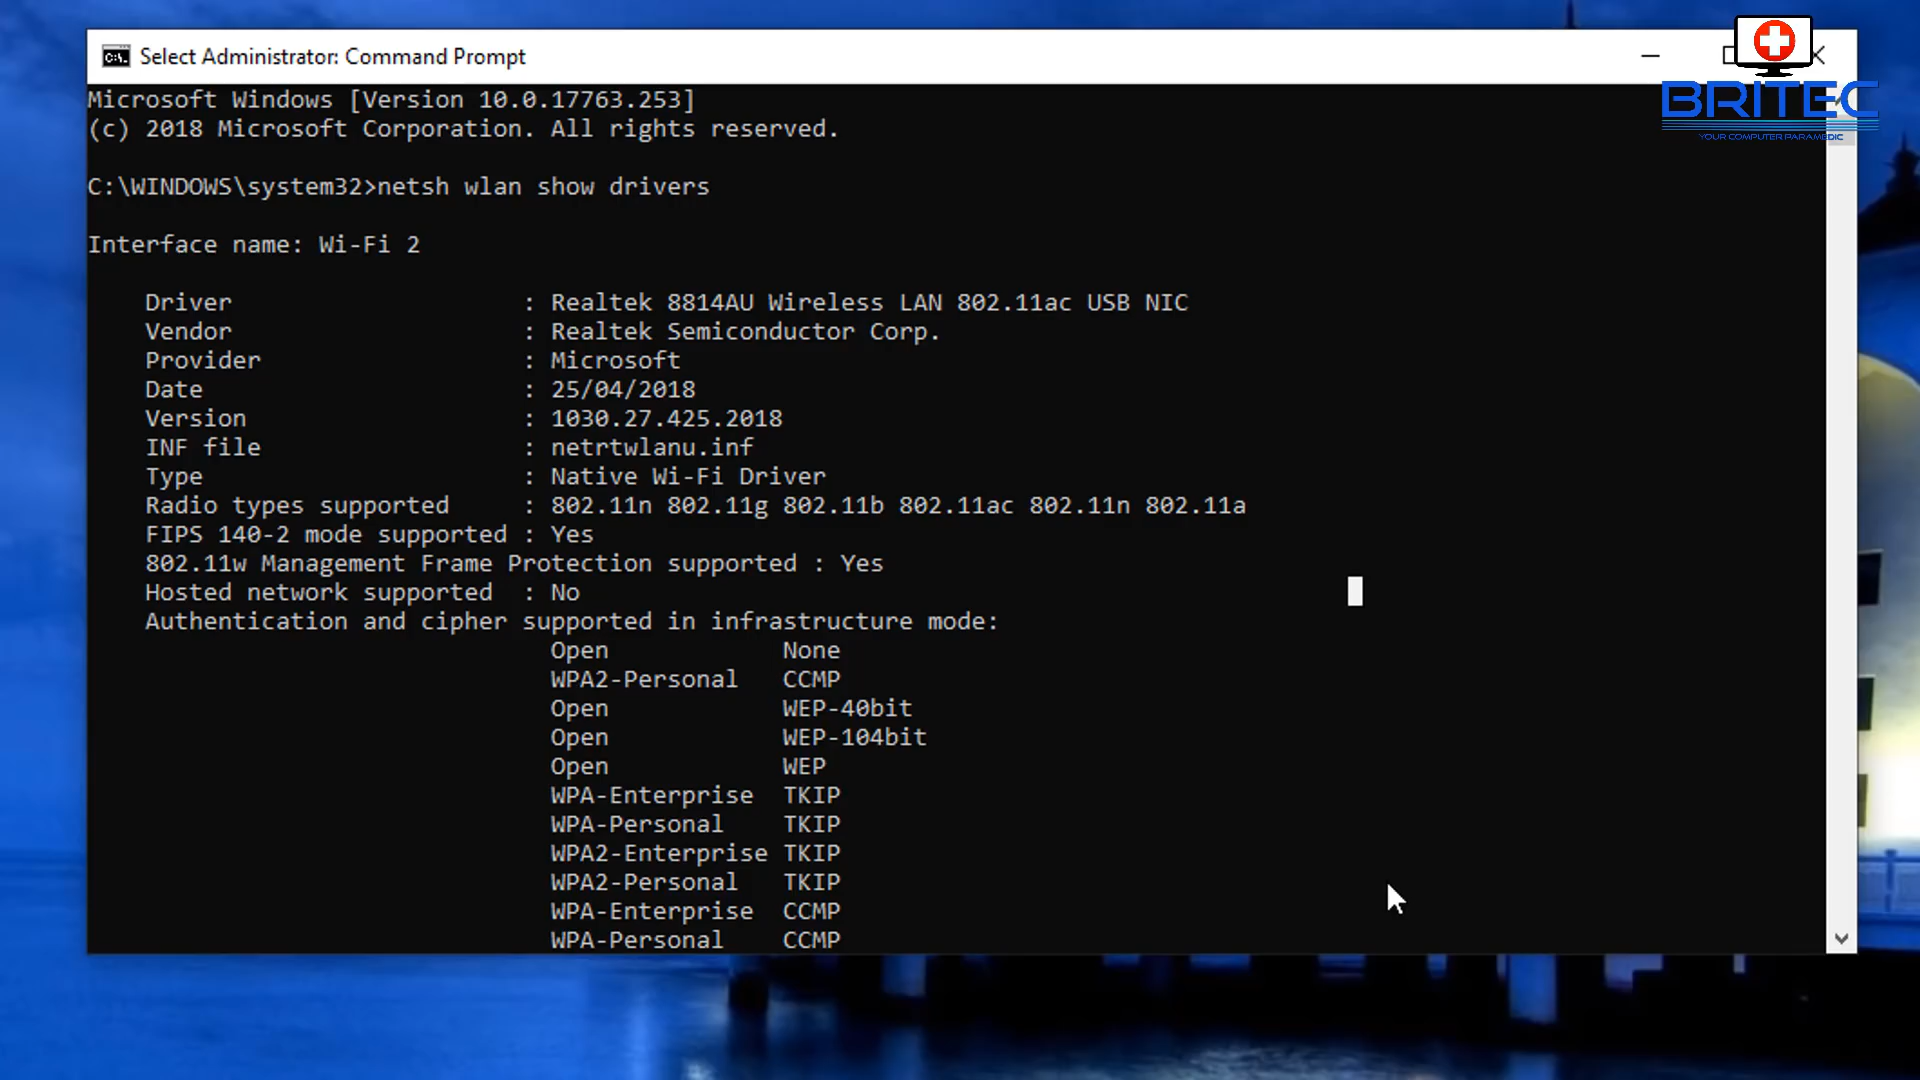 Select Administrator: Command Prompt
BRITEC
YOUR COMPUTER PARAMEDIC
Microsoft Windows [Version 10.0.17763.253]
(c) 2018 Microsoft Corporation. All rights reserved.
C:\WINDOWS\system32>netsh wlan show drivers
Interface name: Wi-Fi 2
Driver : Realtek 8814AU Wireless LAN 802.11ac USB NIC
Vendor : Realtek Semiconductor Corp.
Provider : Microsoft
Date : 25/04/2018
Version : 1030.27.425.2018
INF file : netrtwlanu.inf
Type : Native Wi-Fi Driver
Radio types supported : 802.11n 802.11g 802.11b 802.11ac 802.11n 802.11a
FIPS 140-2 mode supported : Yes
802.11w Management Frame Protection supported : Yes
Hosted network supported : No
Authentication and cipher supported in infrastructure mode:
Open None
WPA2-Personal CCMP
Open WEP-40bit
Open WEP-104bit
Open WEP
WPA-Enterprise TKIP
WPA-Personal TKIP
WPA2-Enterprise TKIP
WPA2-Personal TKIP
WPA-Enterprise CCMP
WPA-Personal CCMP